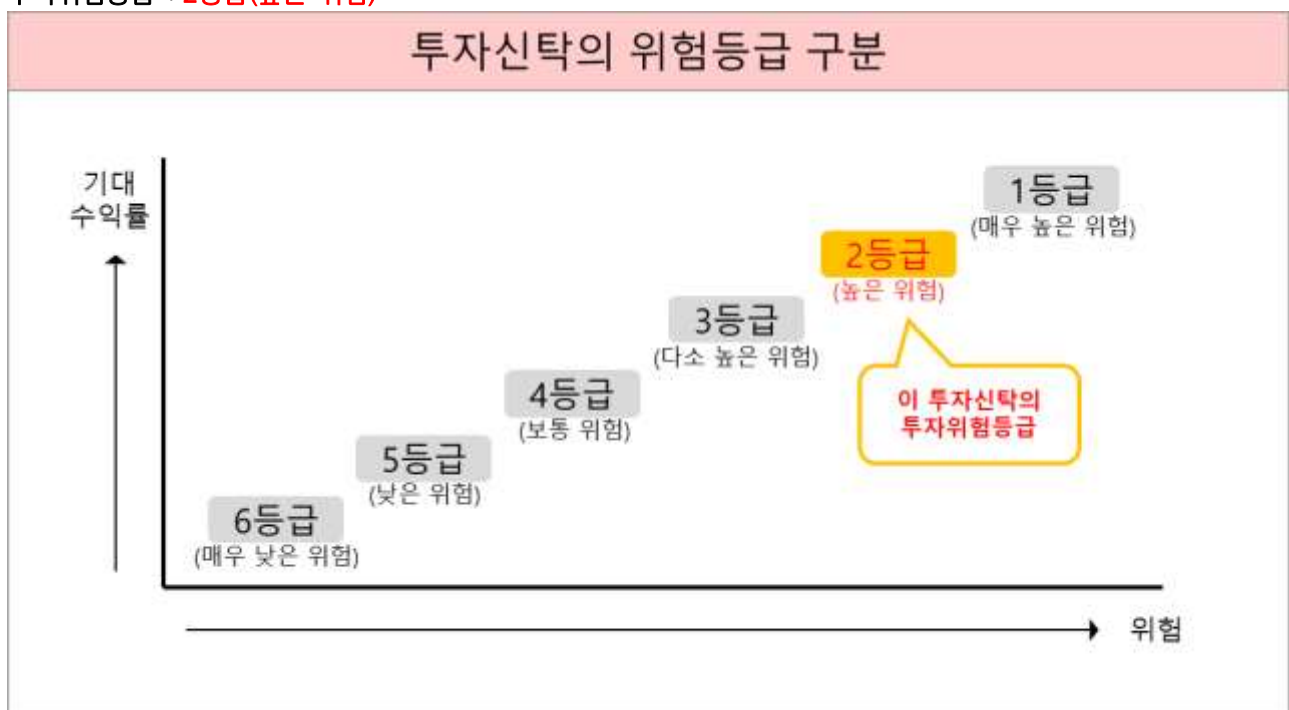 투자신탁의 위험등급 구분
기대
수익률
1등급
(매우 높은 위험)
2등급
(높은 위험)
3등급
(다소 높은 위험)
이 투자신탁의
투자위험등급
4등급
(보통 위험)
5등급
(낮은 위험)
6등급
(매우 낮은 위험)
위험